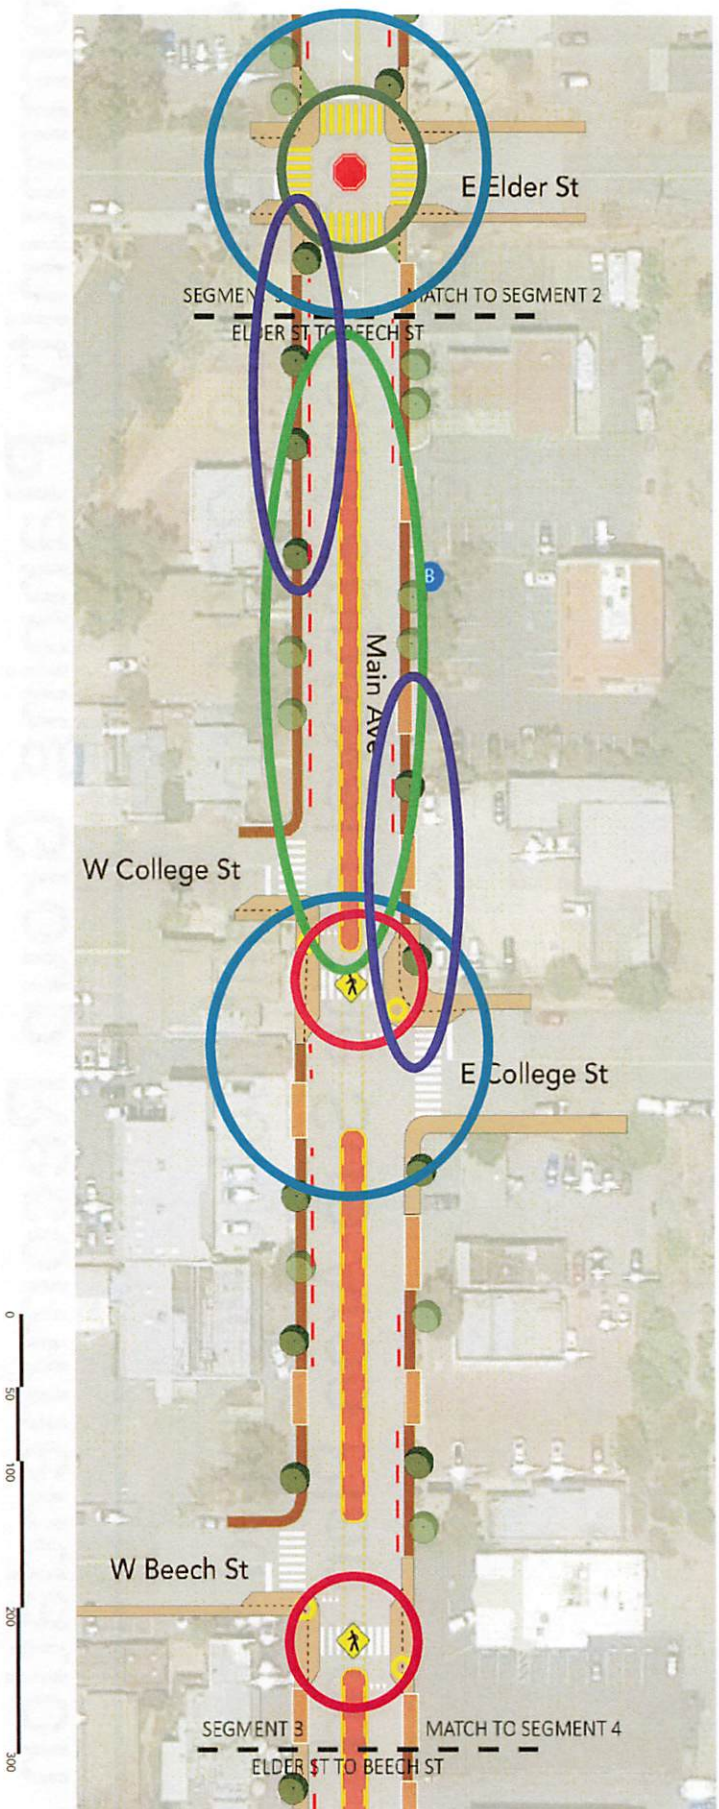 E Elder St
MATCH TO SEGMENT 2
ELDER ST TO BEECH ST
B
Main Ave
W College St
E College St
W Beech St
SEGMENT 3
MATCH TO SEGMENT 4
ELDER ST TO BEECH ST
0
50
100
200
300